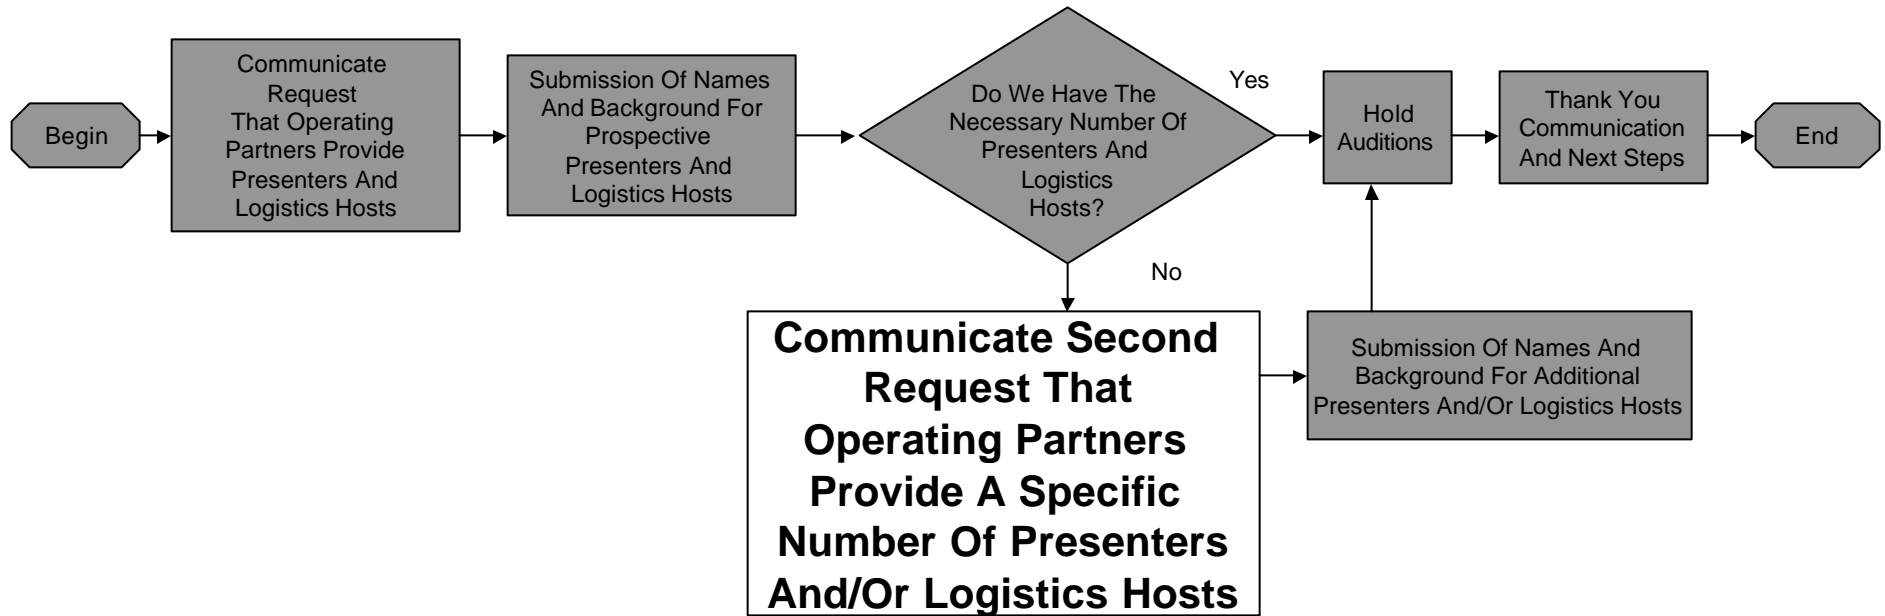 Begin
Communicate
Request
That Operating
Partners Provide
Presenters And
Logistics Hosts
Submission Of Names
And Background For
Prospective
Presenters And
Logistics Hosts
Do We Have The
Necessary Number Of
Presenters And
Logistics
Hosts?
Yes
Hold
Auditions
Thank You
Communication
And Next Steps
End
No
Communicate Second
Request That
Operating Partners
Provide A Specific
Number Of Presenters
And/Or Logistics Hosts
Submission Of Names And
Background For Additional
Presenters And/Or Logistics Hosts